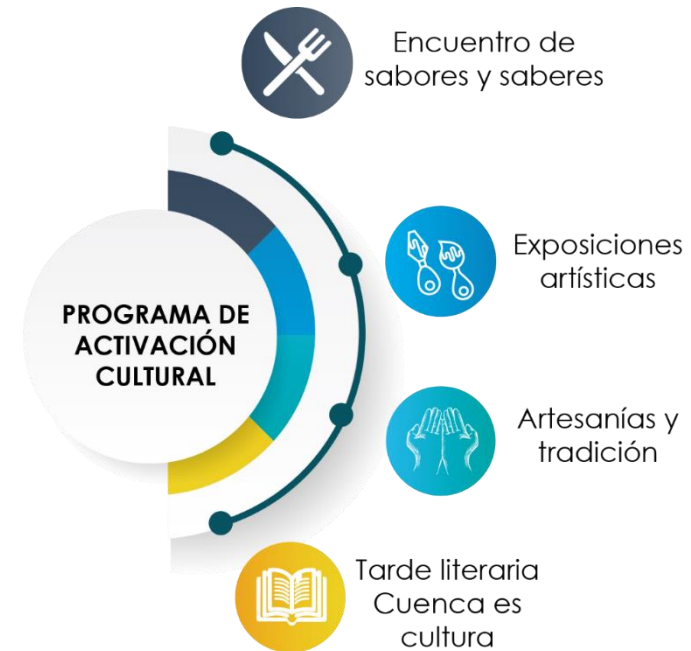 Encuentro de
sabores y saberes
Exposiciones
artísticas
PROGRAMA DE
ACTIVACIÓN
CULTURAL
Artesanías y
tradición
Tarde literaria
Cuenca es
cultura